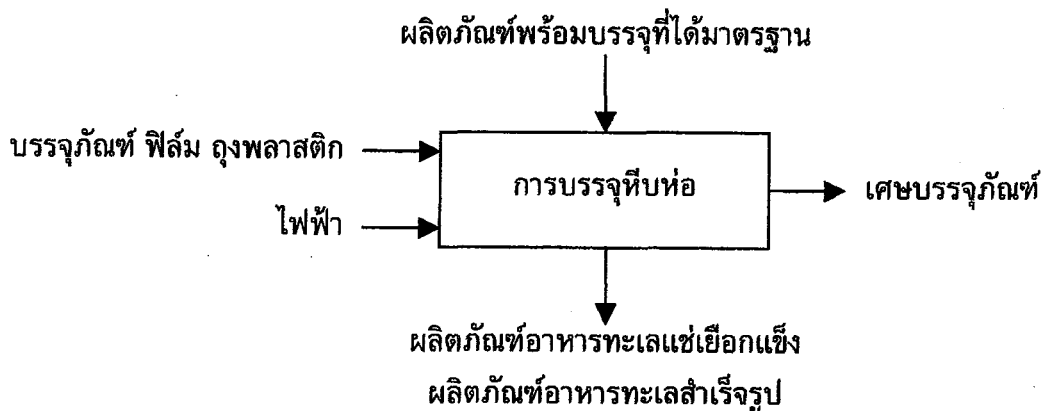 ผลิตภัณฑ์พร้อมบรรจุที่ได้มาตรฐาน
บรรจุภัณฑ์ ฟิล์ม ถุงพลาสติก
การบรรจุหีบห่อ
เศษบรรจุภัณฑ์
ไฟฟ้า
ผลิตภัณฑ์อาหารทะเลแช่เยือกแข็ง
ผลิตภัณฑ์อาหารทะเลสำเร็จรูป